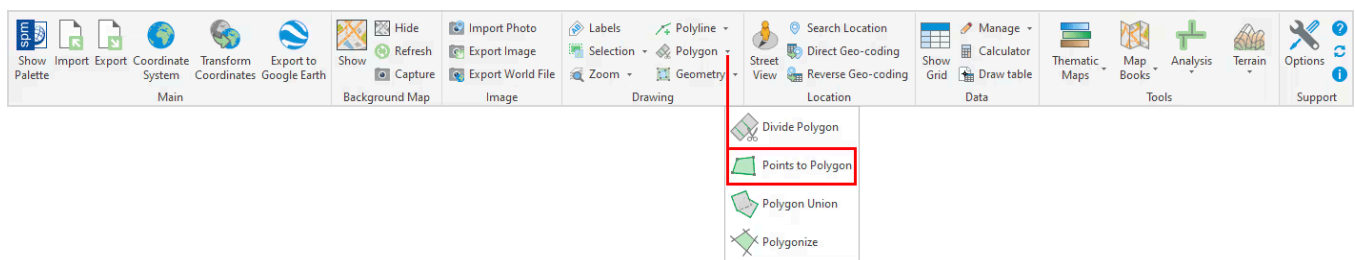 spm
Show Palette
Import
Export
Coordinate System
Transform Coordinates
Export to Google Earth
Main
Show
Hide
Refresh
Capture
Background Map
Import Photo
Export Image
Export World File
Image
Labels
Selection
Zoom
Polyline
Polygon
Geometry
Drawing
Street View
Search Location
Direct Geo-coding
Reverse Geo-coding
Location
Show Grid
Manage
Calculator
Draw table
Data
Thematic Maps
Map Books
Analysis
Terrain
Tools
Options
Support
Divide Polygon
Points to Polygon
Polygon Union
Polygonize